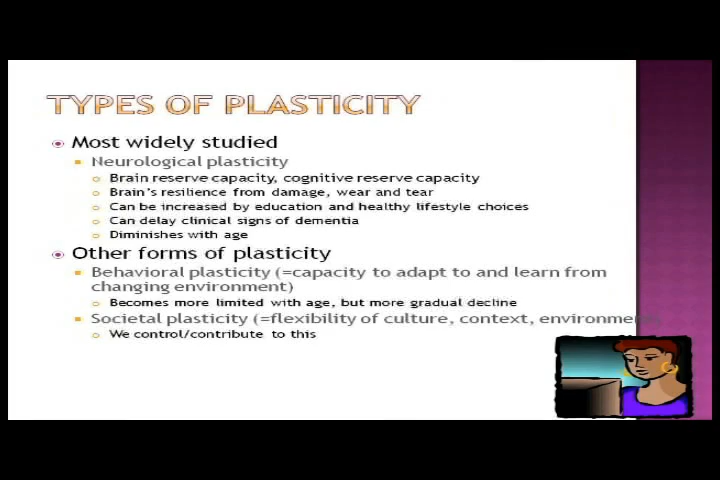 TYPES OF PLASTICITY
Most widely studied
Neurological plasticity
Brain reserve capacity, cognitive reserve capacity
Brain's resilience from damage, wear and tear
Can be increased by education and healthy lifestyle choices
Can delay clinical signs of dementia
Diminishes with age
Other forms of plasticity
Behavioral plasticity (=capacity to adapt to and learn from
changing environment)
Becomes more limited with age, but more gradual decline
Societal plasticity (=flexibility of culture, context, environment)
We control/contribute to this